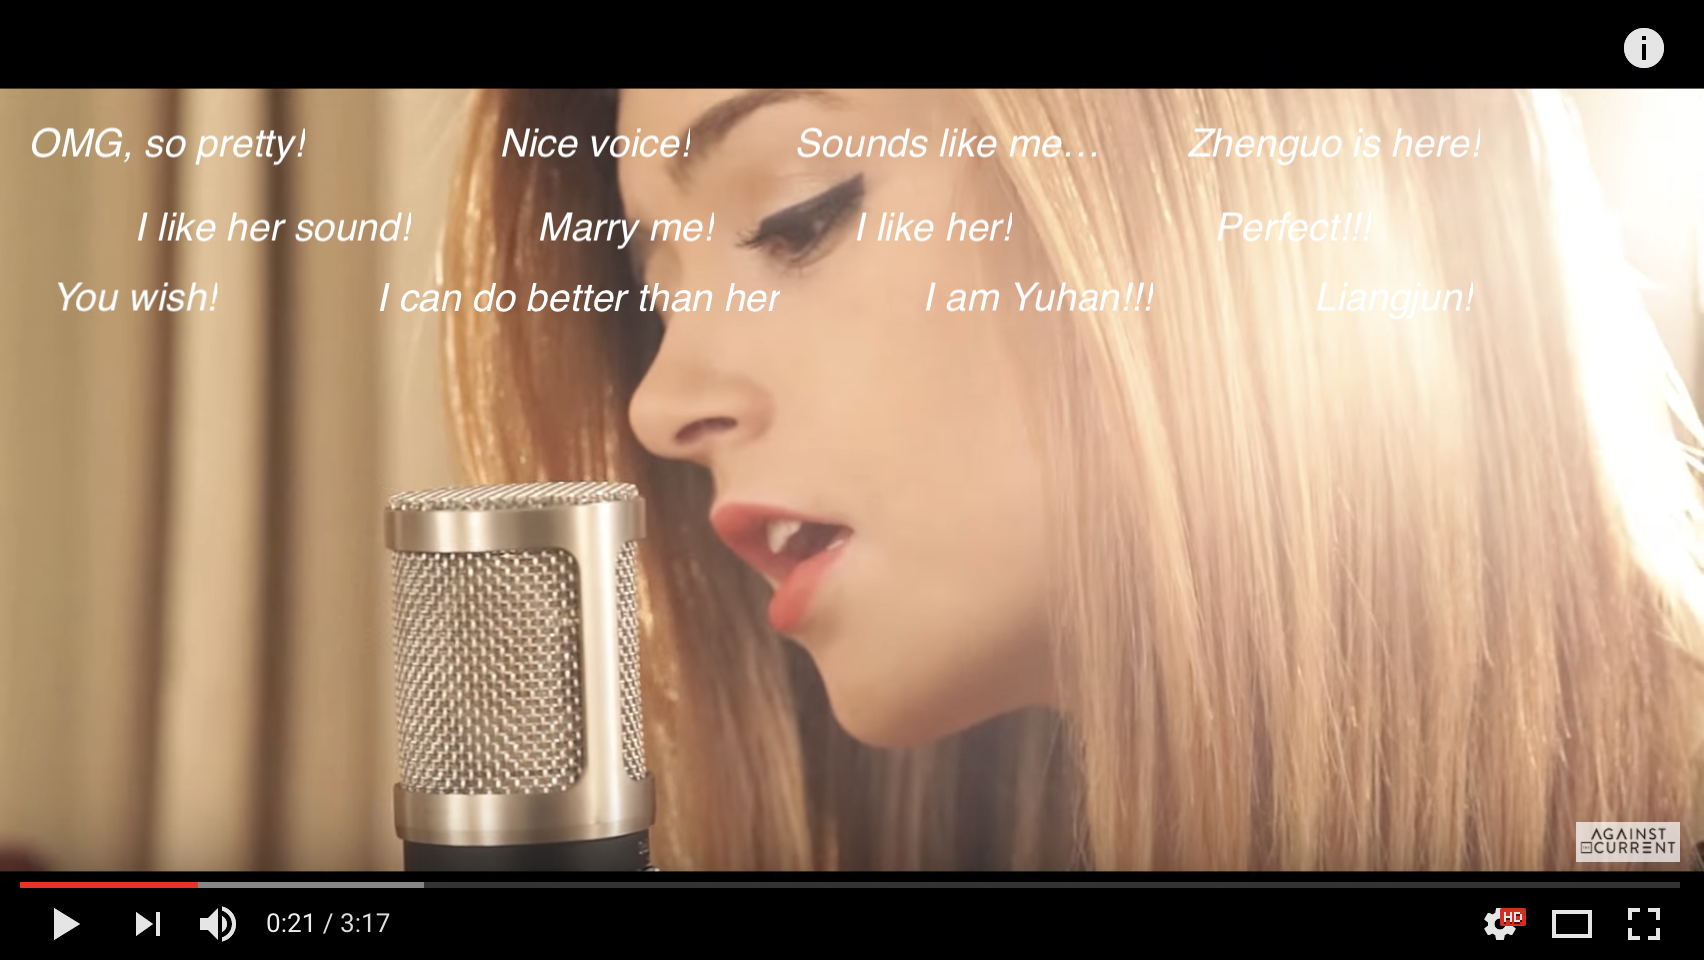 OMG, so pretty! Nice voice! Sounds like me... Zhenguo is here!
I like her sound! Marry me! I like her! Perfect!!!
You wish! I can do better than her I am Yuhan!!! Liangjun!
AGAINST
THE CURRENT
0:21 / 3:17 HD